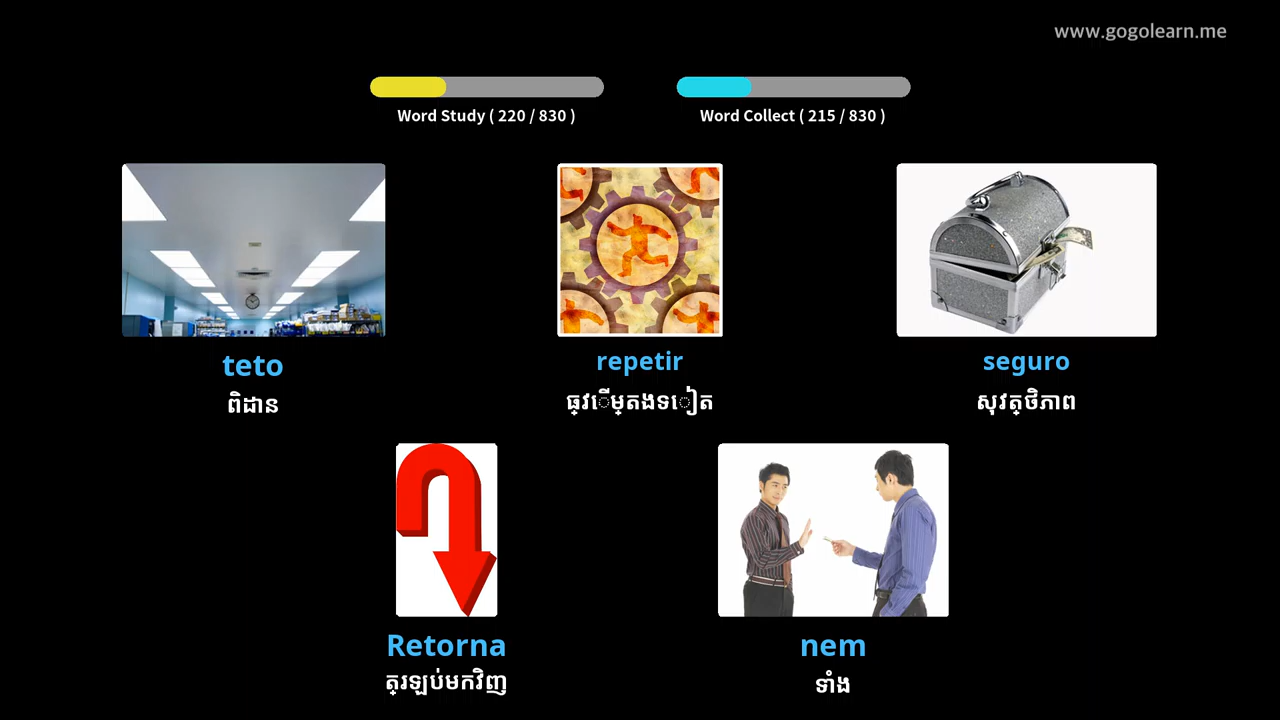 www.gogolearn.me
Word Study ( 220 / 830 )
Word Collect ( 215 / 830 )
teto
ពិដាន
repetir
ធ្វើម្តងទៀត
seguro
សុវត្ថិភាព
Retorna
ត្រឡប់មកវិញ
nem
ទាំង